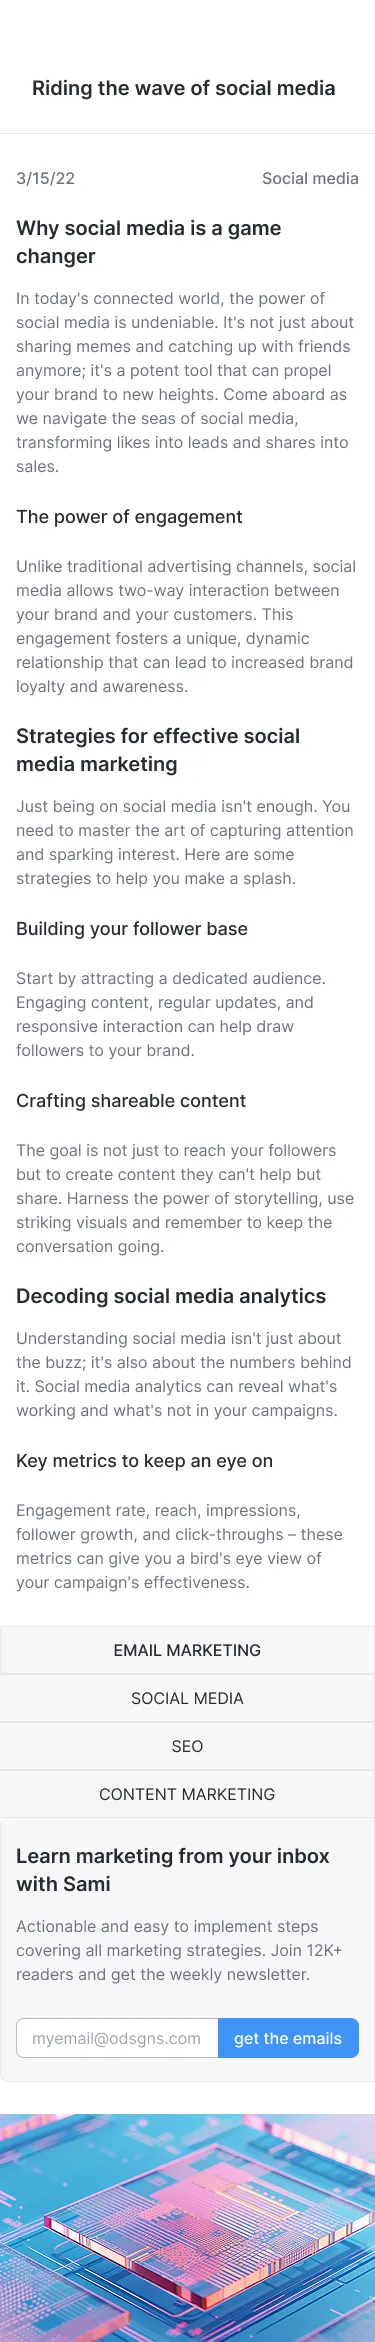 Riding the wave of social media
3/15/22
Social media
Why social media is a game
changer
In today's connected world, the power of
social media is undeniable. It's not just about
sharing memes and catching up with friends
anymore; it's a potent tool that can propel
your brand to new heights. Come aboard as
we navigate the seas of social media,
transforming likes into leads and shares into
sales.
The power of engagement
Unlike traditional advertising channels, social
media allows two-way interaction between
your brand and your customers. This
engagement fosters a unique, dynamic
relationship that can lead to increased brand
loyalty and awareness.
Strategies for effective social
media marketing
Just being on social media isn't enough. You
need to master the art of capturing attention
and sparking interest. Here are some
strategies to help you make a splash.
Building your follower base
Start by attracting a dedicated audience.
Engaging content, regular updates, and
responsive interaction can help draw
followers to your brand.
Crafting shareable content
The goal is not just to reach your followers
but to create content they can't help but
share. Harness the power of storytelling, use
striking visuals and remember to keep the
conversation going.
Decoding social media analytics
Understanding social media isn't just about
the buzz; it's also about the numbers behind
it. Social media analytics can reveal what's
working and what's not in your campaigns.
Key metrics to keep an eye on
Engagement rate, reach, impressions,
follower growth, and click-throughs – these
metrics can give you a bird's eye view of
your campaign's effectiveness.
EMAIL MARKETING
SOCIAL MEDIA
SEO
CONTENT MARKETING
Learn marketing from your inbox
with Sami
Actionable and easy to implement steps
covering all marketing strategies. Join 12K+
readers and get the weekly newsletter.
myemail@odsgns.com
get the emails